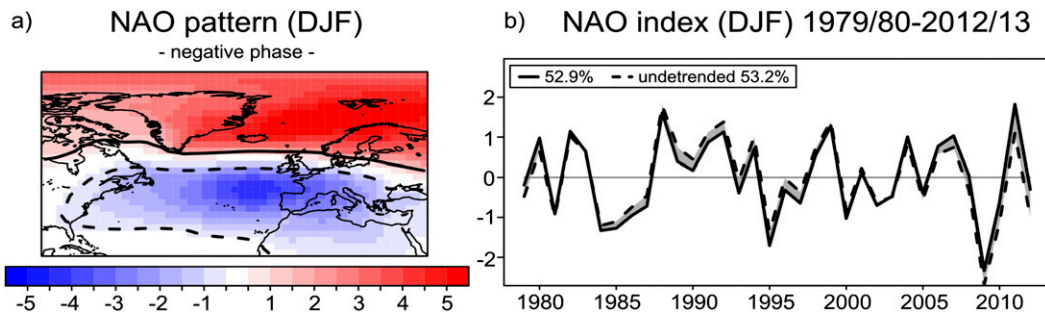 a) NAO pattern (DJF)
- negative phase -
-5 -4 -3 -2 -1 1 2 3 4 5
b) NAO index (DJF) 1979/80-2012/13
52.9% undetrended 53.2%
2
1
0
-1
-2
1980 1985 1990 1995 2000 2005 2010